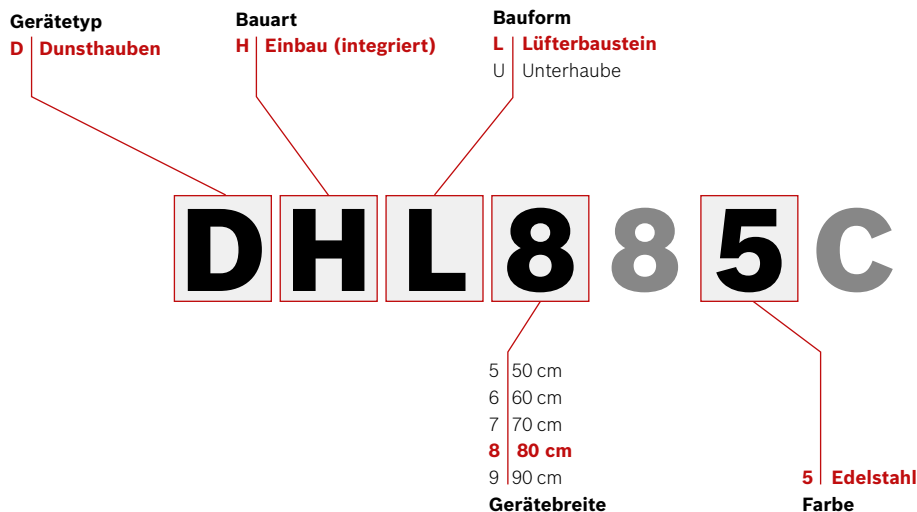 Gerätetyp
D Dunsthauben
Bauart
H Einbau (integriert)
Bauform
L Lüfterbaustein
U Unterhaube
DHL885C
5 50 cm
6 60 cm
7 70 cm
8 80 cm
9 90 cm
Gerätebreite
5 Edelstahl
Farbe